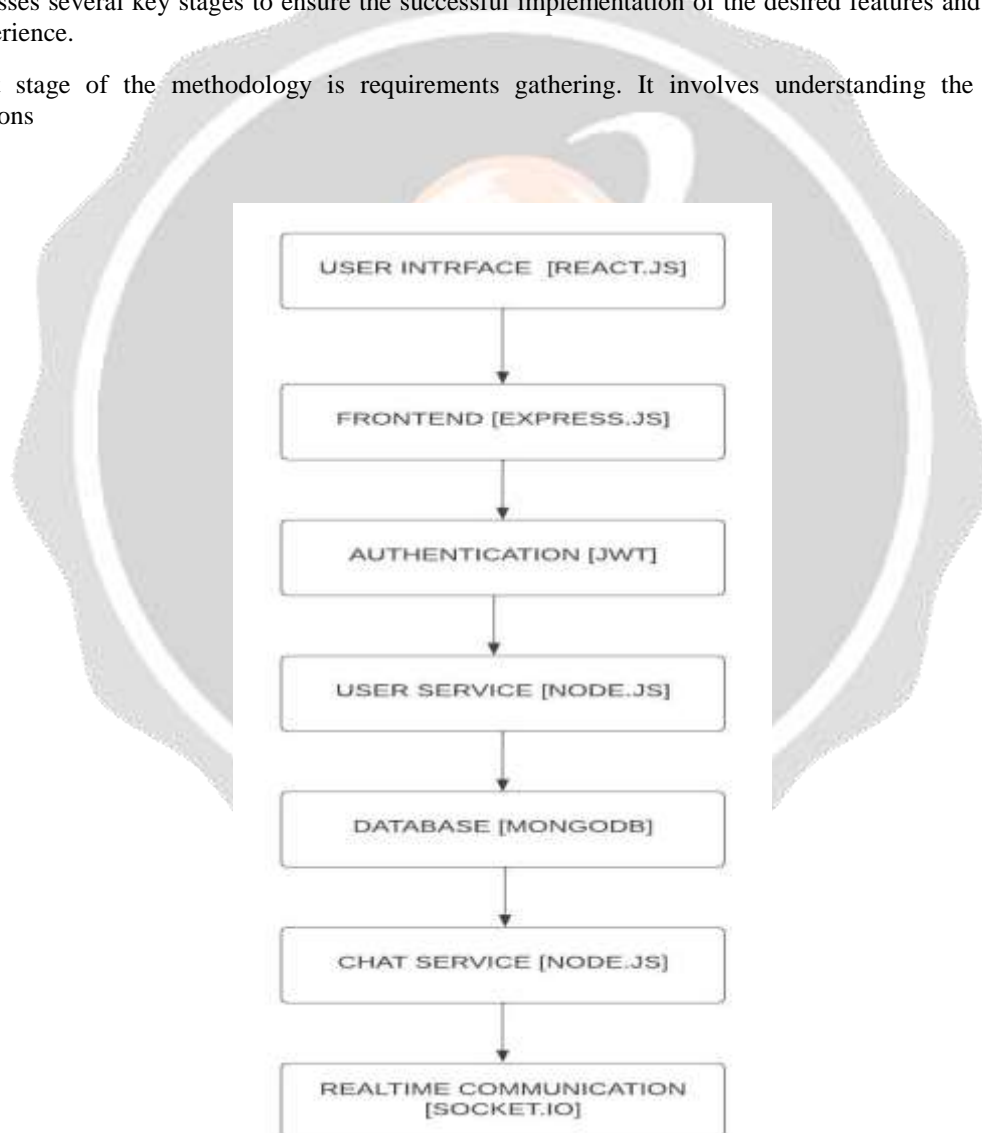 sses several key stages to ensure the successful implementation of the desired features and
erience.
stage of the methodology is requirements gathering. It involves understanding the
ons
USER INTRFACE [REACT.JS]
FRONTEND [EXPRESS.JS]
AUTHENTICATION [JWT]
USER SERVICE [NODE.JS]
DATABASE [MONGODB]
CHAT SERVICE [NODE.JS]
REALTIME COMMUNICATION
[SOCKET.IO]